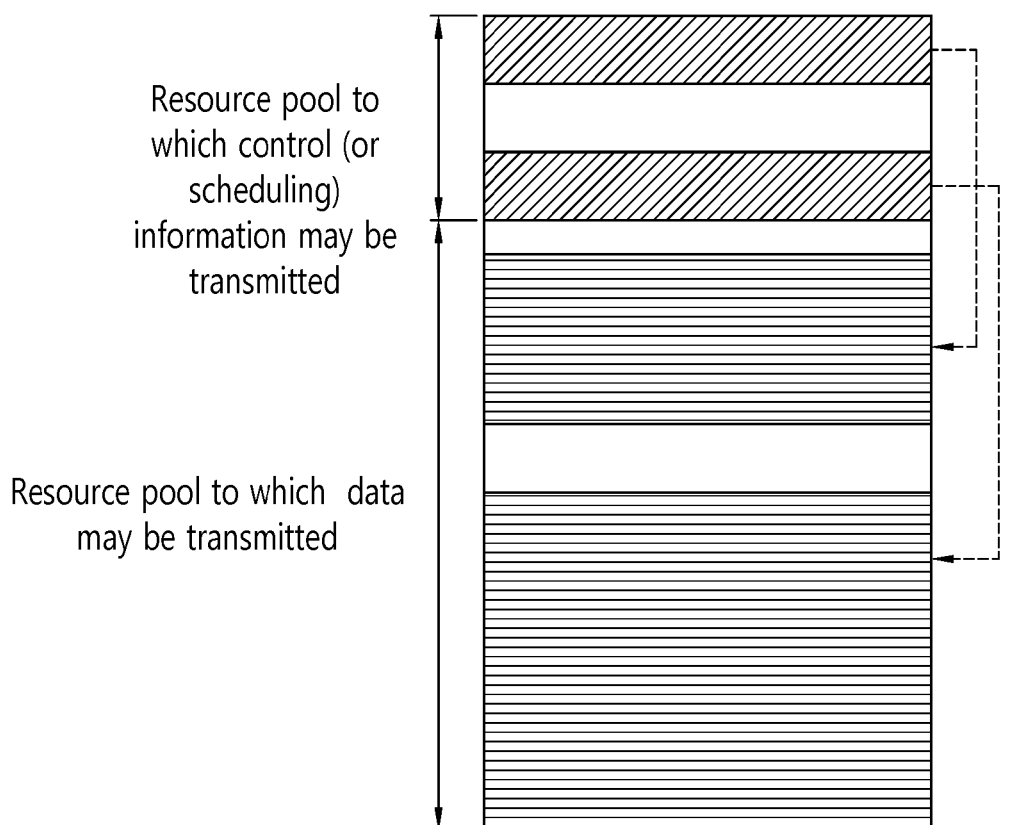 Resource pool to
which control (or
scheduling)
information may be
transmitted
Resource pool to which data
may be transmitted